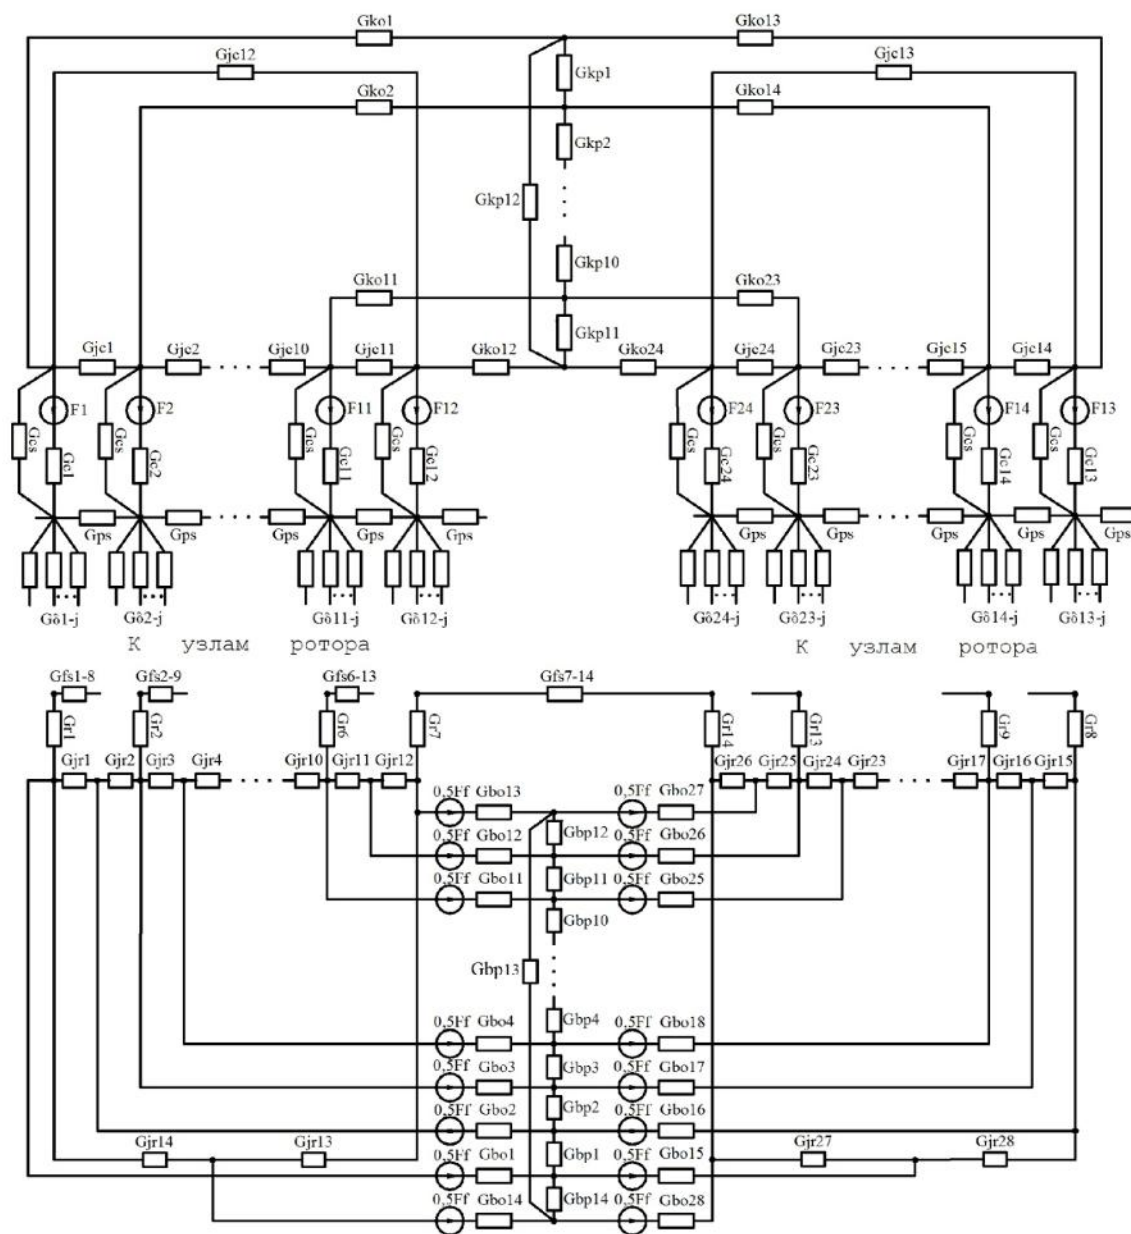 Gko1 Gko13
Gjc12 Gjc13
Gkp1
Gko2 Gko14
Gkp2
Gkp12
Gkp10
Gko11 Gko23
Gkp11
Gjc1 Gjc2 Gjc10 Gjc11 Gko12 Gko24 Gjc24 Gjc23 Gjc15 Gjc14
F1 F2 F11 F12 F24 F23 F14 F13
Gcs Gcs Gcs Gcs Gcs Gcs Gcs Gcs
Gc1 Gc2 Gc11 Gc12 Gc24 Gc23 Gc14 Gc13
Gps Gps Gps Gps Gps Gps Gps Gps Gps Gps
Gδ1-j Gδ2-j Gδ11-j Gδ12-j Gδ24-j Gδ23-j Gδ14-j Gδ13-j
К узлам ротора К узлам ротора
Gfs1-8 Gfs2-9 Gfs6-13 Gfs7-14
Gr1 Gr2 Gr6 Gr7 Gr14 Gr13 Gr9 Gr8
Gjr1 Gjr2 Gjr3 Gjr4 Gjr10 Gjr11 Gjr12 Gjr26 Gjr25 Gjr24 Gjr23 Gjr17 Gjr16 Gjr15
0,5Ff Gbo13 0,5Ff Gbo27
Gbp12
0,5Ff Gbo12 0,5Ff Gbo26
Gbp11
0,5Ff Gbo11 0,5Ff Gbo25
Gbp10
Gbp13
0,5Ff Gbo4 Gbp4 0,5Ff Gbo18
Gbp3
0,5Ff Gbo3 0,5Ff Gbo17
Gbp2
0,5Ff Gbo2 0,5Ff Gbo16
Gjr14 Gjr13 Gbp1 Gjr27 Gjr28
0,5Ff Gbo1 0,5Ff Gbo15
Gbp14
0,5Ff Gbo14 0,5Ff Gbo28